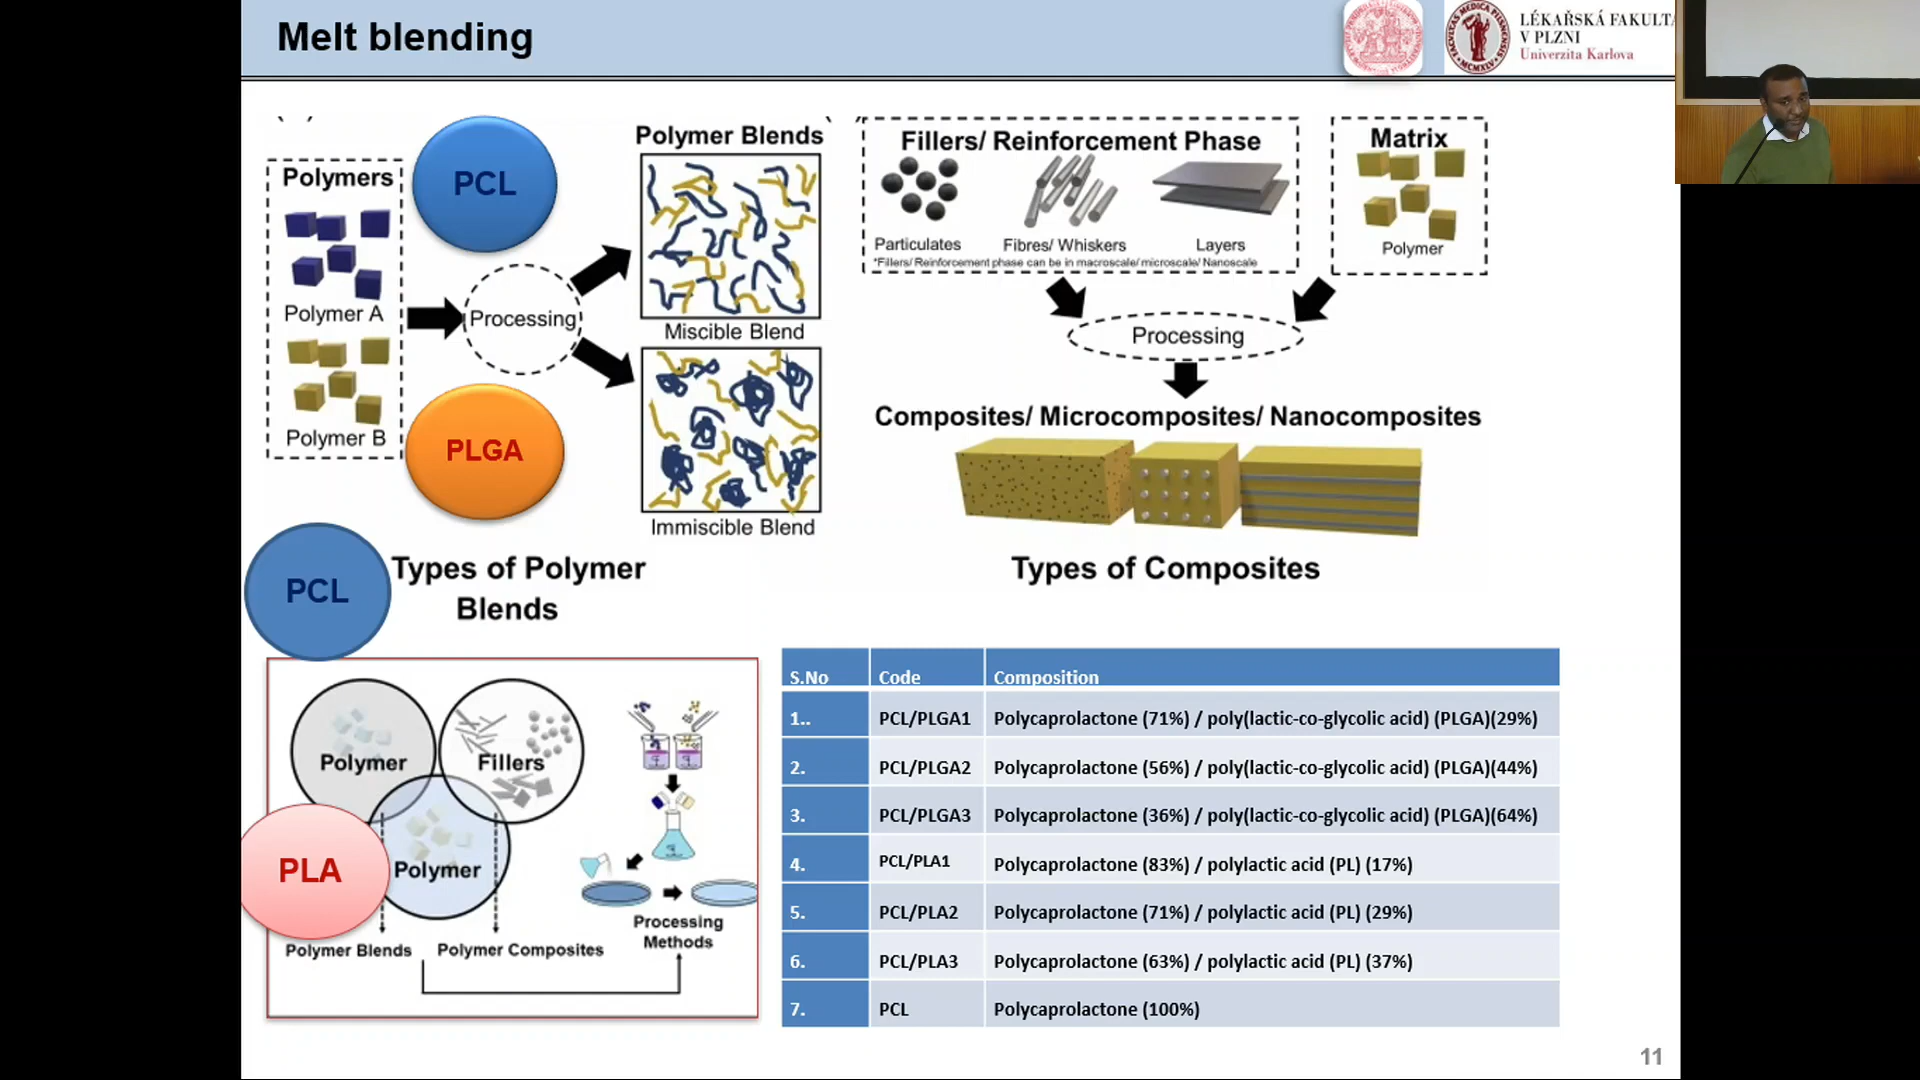 Melt blending
LÉKAŘSKÁ FAKULTA
V PLZNI
Univerzita Karlova
Polymers
Polymer A
Polymer B
PCL
PLGA
Processing
Polymer Blends
Miscible Blend
Immiscible Blend
Types of Polymer
Blends
Fillers/ Reinforcement Phase
Particulates
Fibres/ Whiskers
Layers
*Fillers/ Reinforcement phase can be in macroscale/ microscale/ Nanoscale
Matrix
Polymer
Processing
Composites/ Microcomposites/ Nanocomposites
Types of Composites
PCL
Polymer
Fillers
Polymer
PLA
Polymer Blends
Polymer Composites
Processing
Methods
S.No Code Composition
1.. PCL/PLGA1 Polycaprolactone (71%) / poly(lactic-co-glycolic acid) (PLGA)(29%)
2. PCL/PLGA2 Polycaprolactone (56%) / poly(lactic-co-glycolic acid) (PLGA)(44%)
3. PCL/PLGA3 Polycaprolactone (36%) / poly(lactic-co-glycolic acid) (PLGA)(64%)
4. PCL/PLA1 Polycaprolactone (83%) / polylactic acid (PL) (17%)
5. PCL/PLA2 Polycaprolactone (71%) / polylactic acid (PL) (29%)
6. PCL/PLA3 Polycaprolactone (63%) / polylactic acid (PL) (37%)
7. PCL Polycaprolactone (100%)
11